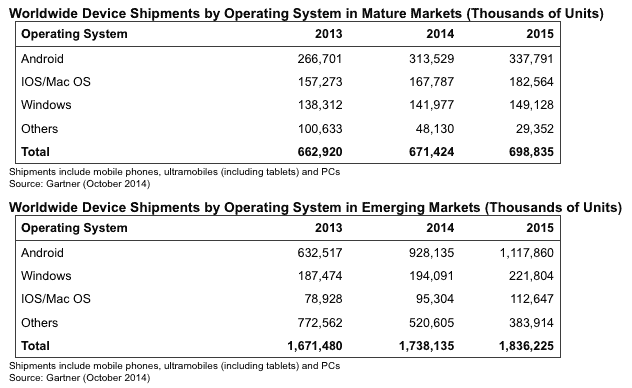 Worldwide Device Shipments by Operating System in Mature Markets (Thousands of Units)
Operating System 2013 2014 2015
Android 266,701 313,529 337,791
IOS/Mac OS 157,273 167,787 182,564
Windows 138,312 141,977 149,128
Others 100,633 48,130 29,352
Total 662,920 671,424 698,835
Shipments include mobile phones, ultramobiles (including tablets) and PCs
Source: Gartner (October 2014)
Worldwide Device Shipments by Operating System in Emerging Markets (Thousands of Units)
Operating System 2013 2014 2015
Android 632,517 928,135 1,117,860
Windows 187,474 194,091 221,804
IOS/Mac OS 78,928 95,304 112,647
Others 772,562 520,605 383,914
Total 1,671,480 1,738,135 1,836,225
Shipments include mobile phones, ultramobiles (including tablets) and PCs
Source: Gartner (October 2014)